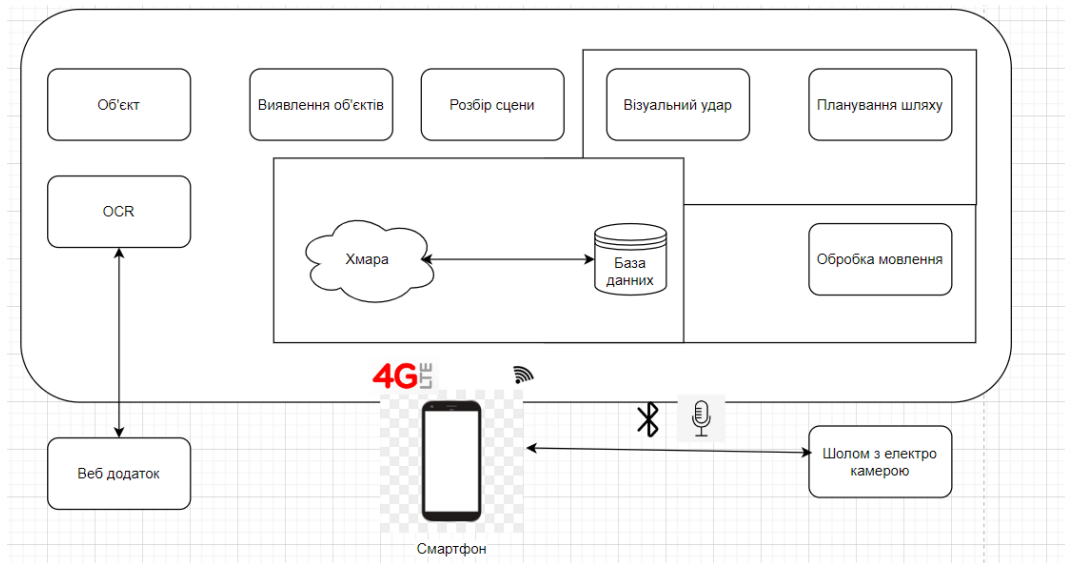 Об'єкт
Виявлення об'єктів
Розбір сцени
Візуальний удар
Планування шляху
OCR
Хмара
База
данних
Обробка мовлення
4G LTE
Веб додаток
Шолом з електро
камерою
Смартфон